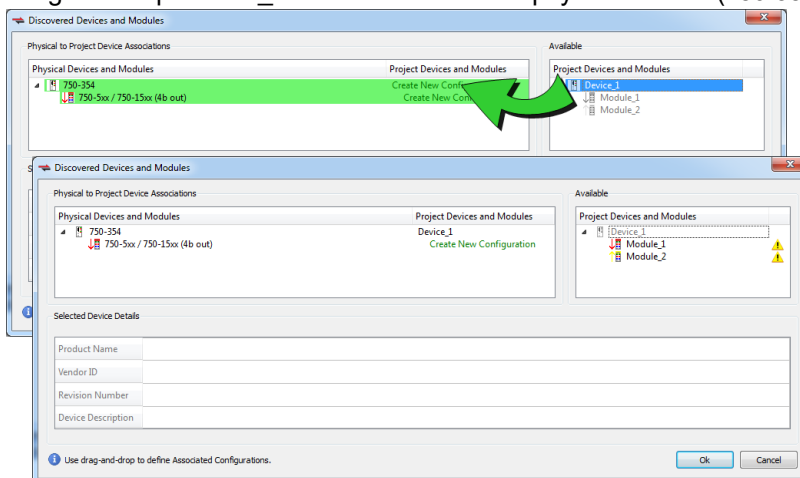 Discovered Devices and Modules
Physical to Project Device Associations
Available
Physical Devices and Modules Project Devices and Modules
Project Devices and Modules
750-354 Create New
Device_1
750-5xx / 750-15xx (4b out) Create New
Module_1
Module_2
Discovered Devices and Modules
Physical to Project Device Associations
Available
Physical Devices and Modules Project Devices and Modules
Project Devices and Modules
750-354 Device_1
Device_1
750-5xx / 750-15xx (4b out) Create New Configuration
Module_1
Module_2
Selected Device Details
Product Name
Vendor ID
Revision Number
Device Description
Use drag-and-drop to define Associated Configurations.
Ok Cancel